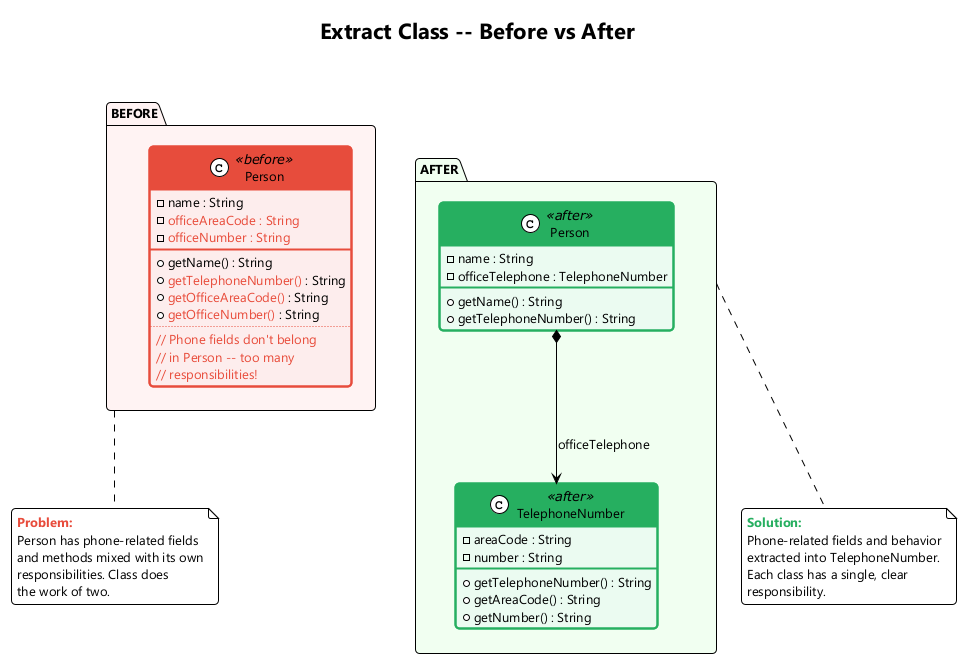 Extract Class -- Before vs After
BEFORE
«before»
C
Person
name : String
officeAreaCode : String
officeNumber : String
getName() : String
getTelephoneNumber() : String
getOfficeAreaCode() : String
getOfficeNumber() : String
// Phone fields don't belong
// in Person -- too many
// responsibilities!
Problem:
Person has phone-related fields
and methods mixed with its own
responsibilities. Class does
the work of two.
AFTER
«after»
C
Person
name : String
officeTelephone : TelephoneNumber
getName() : String
getTelephoneNumber() : String
officeTelephone
«after»
C
TelephoneNumber
areaCode : String
number : String
getTelephoneNumber() : String
getAreaCode() : String
getNumber() : String
Solution:
Phone-related fields and behavior
extracted into TelephoneNumber.
Each class has a single, clear
responsibility.